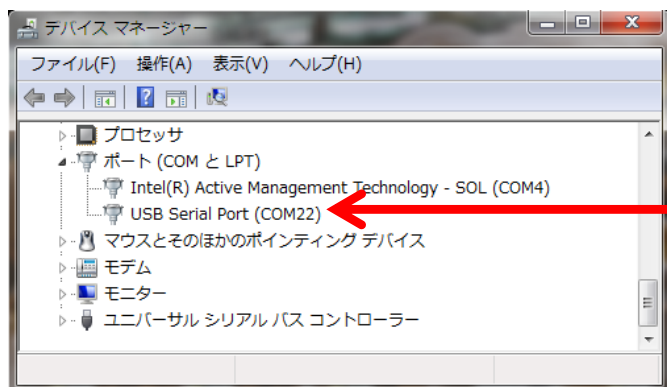 デバイス マネージャー
ファイル(F) 操作(A) 表示(V) ヘルプ(H)
プロセッサ
ポート (COM と LPT)
Intel(R) Active Management Technology - SOL (COM4)
USB Serial Port (COM22)
マウスとそのほかのポインティング デバイス
モデム
モニター
ユニバーサル シリアル バス コントローラー